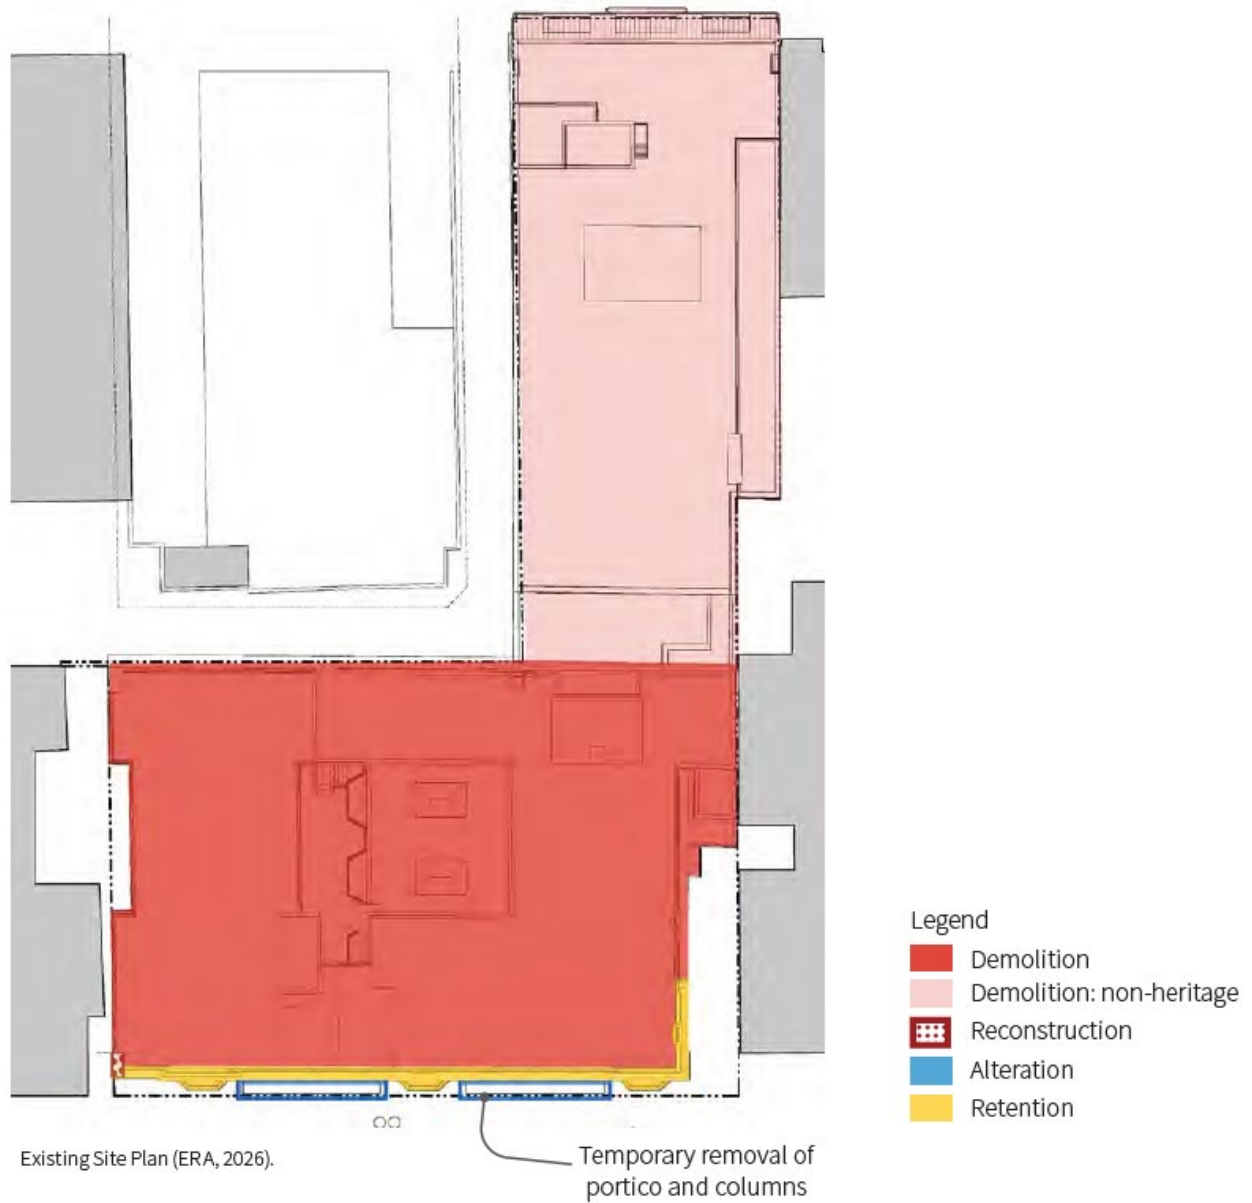 Legend
Demolition
Demolition: non-heritage
Reconstruction
Alteration
Retention
Existing Site Plan (ERA, 2026).
Temporary removal of
portico and columns